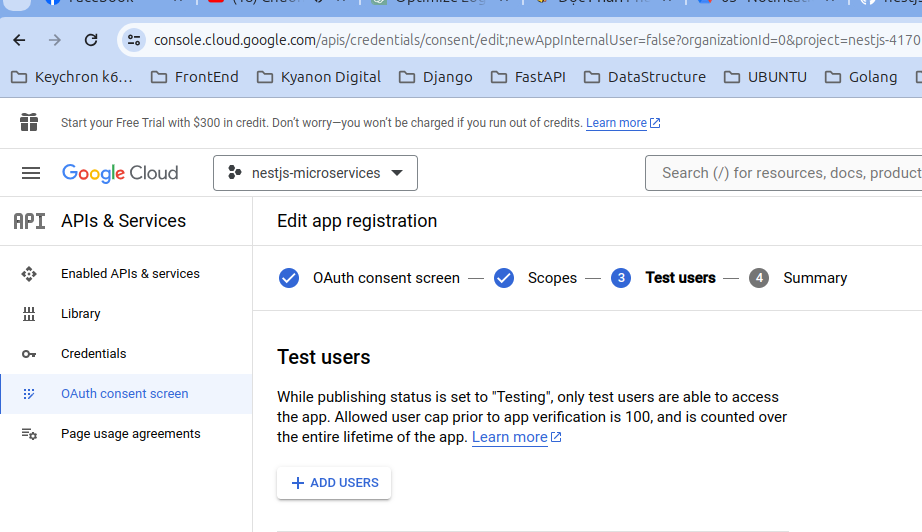 Facebook
Optimize Log
console.cloud.google.com/apis/credentials/consent/edit;newAppInternalUser=false?organizationId=0&project=nestjs-4170
Keychron k6... FrontEnd Kyanon Digital Django FastAPI DataStructure UBUNTU Golang
Start your Free Trial with $300 in credit. Don't worry—you won't be charged if you run out of credits. Learn more
Google Cloud nestjs-microservices Search (/) for resources, docs, product
API APIs & Services Edit app registration
Enabled APIs & services
Library
Credentials
OAuth consent screen
Page usage agreements
OAuth consent screen — Scopes — 3 Test users — 4 Summary
Test users
While publishing status is set to "Testing", only test users are able to access
the app. Allowed user cap prior to app verification is 100, and is counted over
the entire lifetime of the app. Learn more
+ ADD USERS